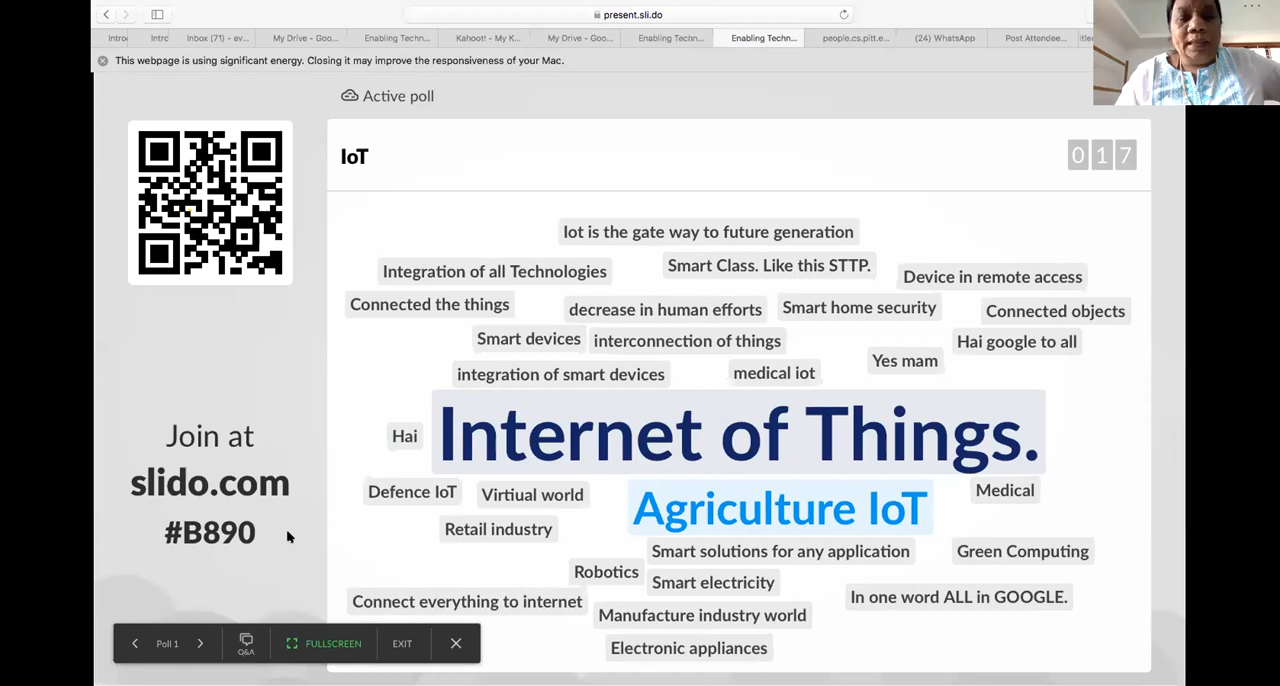 present.sli.do
Intro
Intro
Inbox (71) - ev...
My Drive - Goo...
Enabling Techn...
Kahoot! - My K...
My Drive - Goo...
Enabling Techn...
Enabling Techn...
people.cs.pitt.e...
(24) WhatsApp
Post Attendee...
This webpage is using significant energy. Closing it may improve the responsiveness of your Mac.
Active poll
IoT
017
Iot is the gate way to future generation
Integration of all Technologies
Smart Class. Like this STTP.
Device in remote access
Connected the things
decrease in human efforts
Smart home security
Connected objects
Smart devices
interconnection of things
Hai google to all
integration of smart devices
medical iot
Yes mam
Hai
Internet of Things.
Defence IoT
Virtiual world
Agriculture IoT
Medical
Retail industry
Smart solutions for any application
Green Computing
Robotics
Smart electricity
Connect everything to internet
In one word ALL in GOOGLE.
Manufacture industry world
Electronic appliances
Join at
slido.com
#B890
Poll 1
Q&A
FULLSCREEN
EXIT